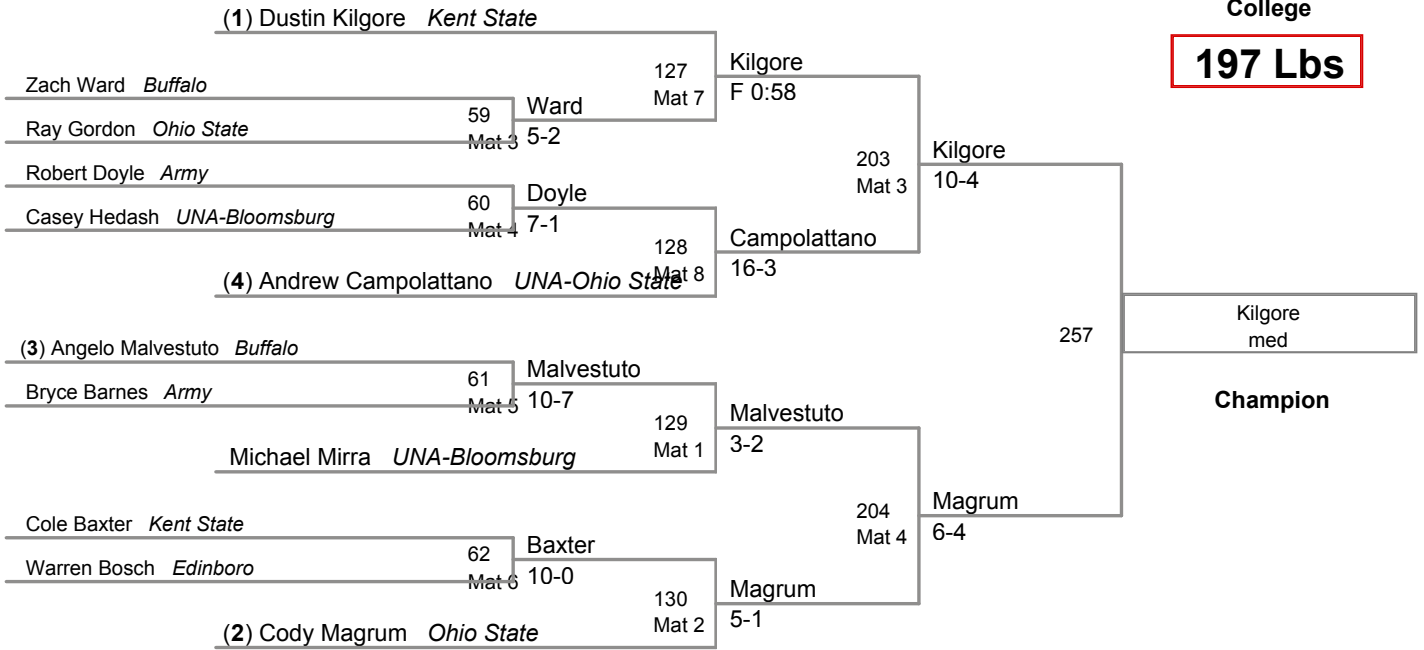 College
197 Lbs
(1) Dustin Kilgore Kent State
Zach Ward Buffalo
Ray Gordon Ohio State
59
Mat 3
Ward
5-2
127
Mat 7
Kilgore
F 0:58
Robert Doyle Army
Casey Hedash UNA-Bloomsburg
60
Mat 4
Doyle
7-1
(4) Andrew Campolattano UNA-Ohio State
128
Mat 8
Campolattano
16-3
203
Mat 3
Kilgore
10-4
(3) Angelo Malvestuto Buffalo
Bryce Barnes Army
61
Mat 5
Malvestuto
10-7
Michael Mirra UNA-Bloomsburg
129
Mat 1
Malvestuto
3-2
Cole Baxter Kent State
Warren Bosch Edinboro
62
Mat 6
Baxter
10-0
(2) Cody Magrum Ohio State
130
Mat 2
Magrum
5-1
204
Mat 4
Magrum
6-4
257
Kilgore
med
Champion